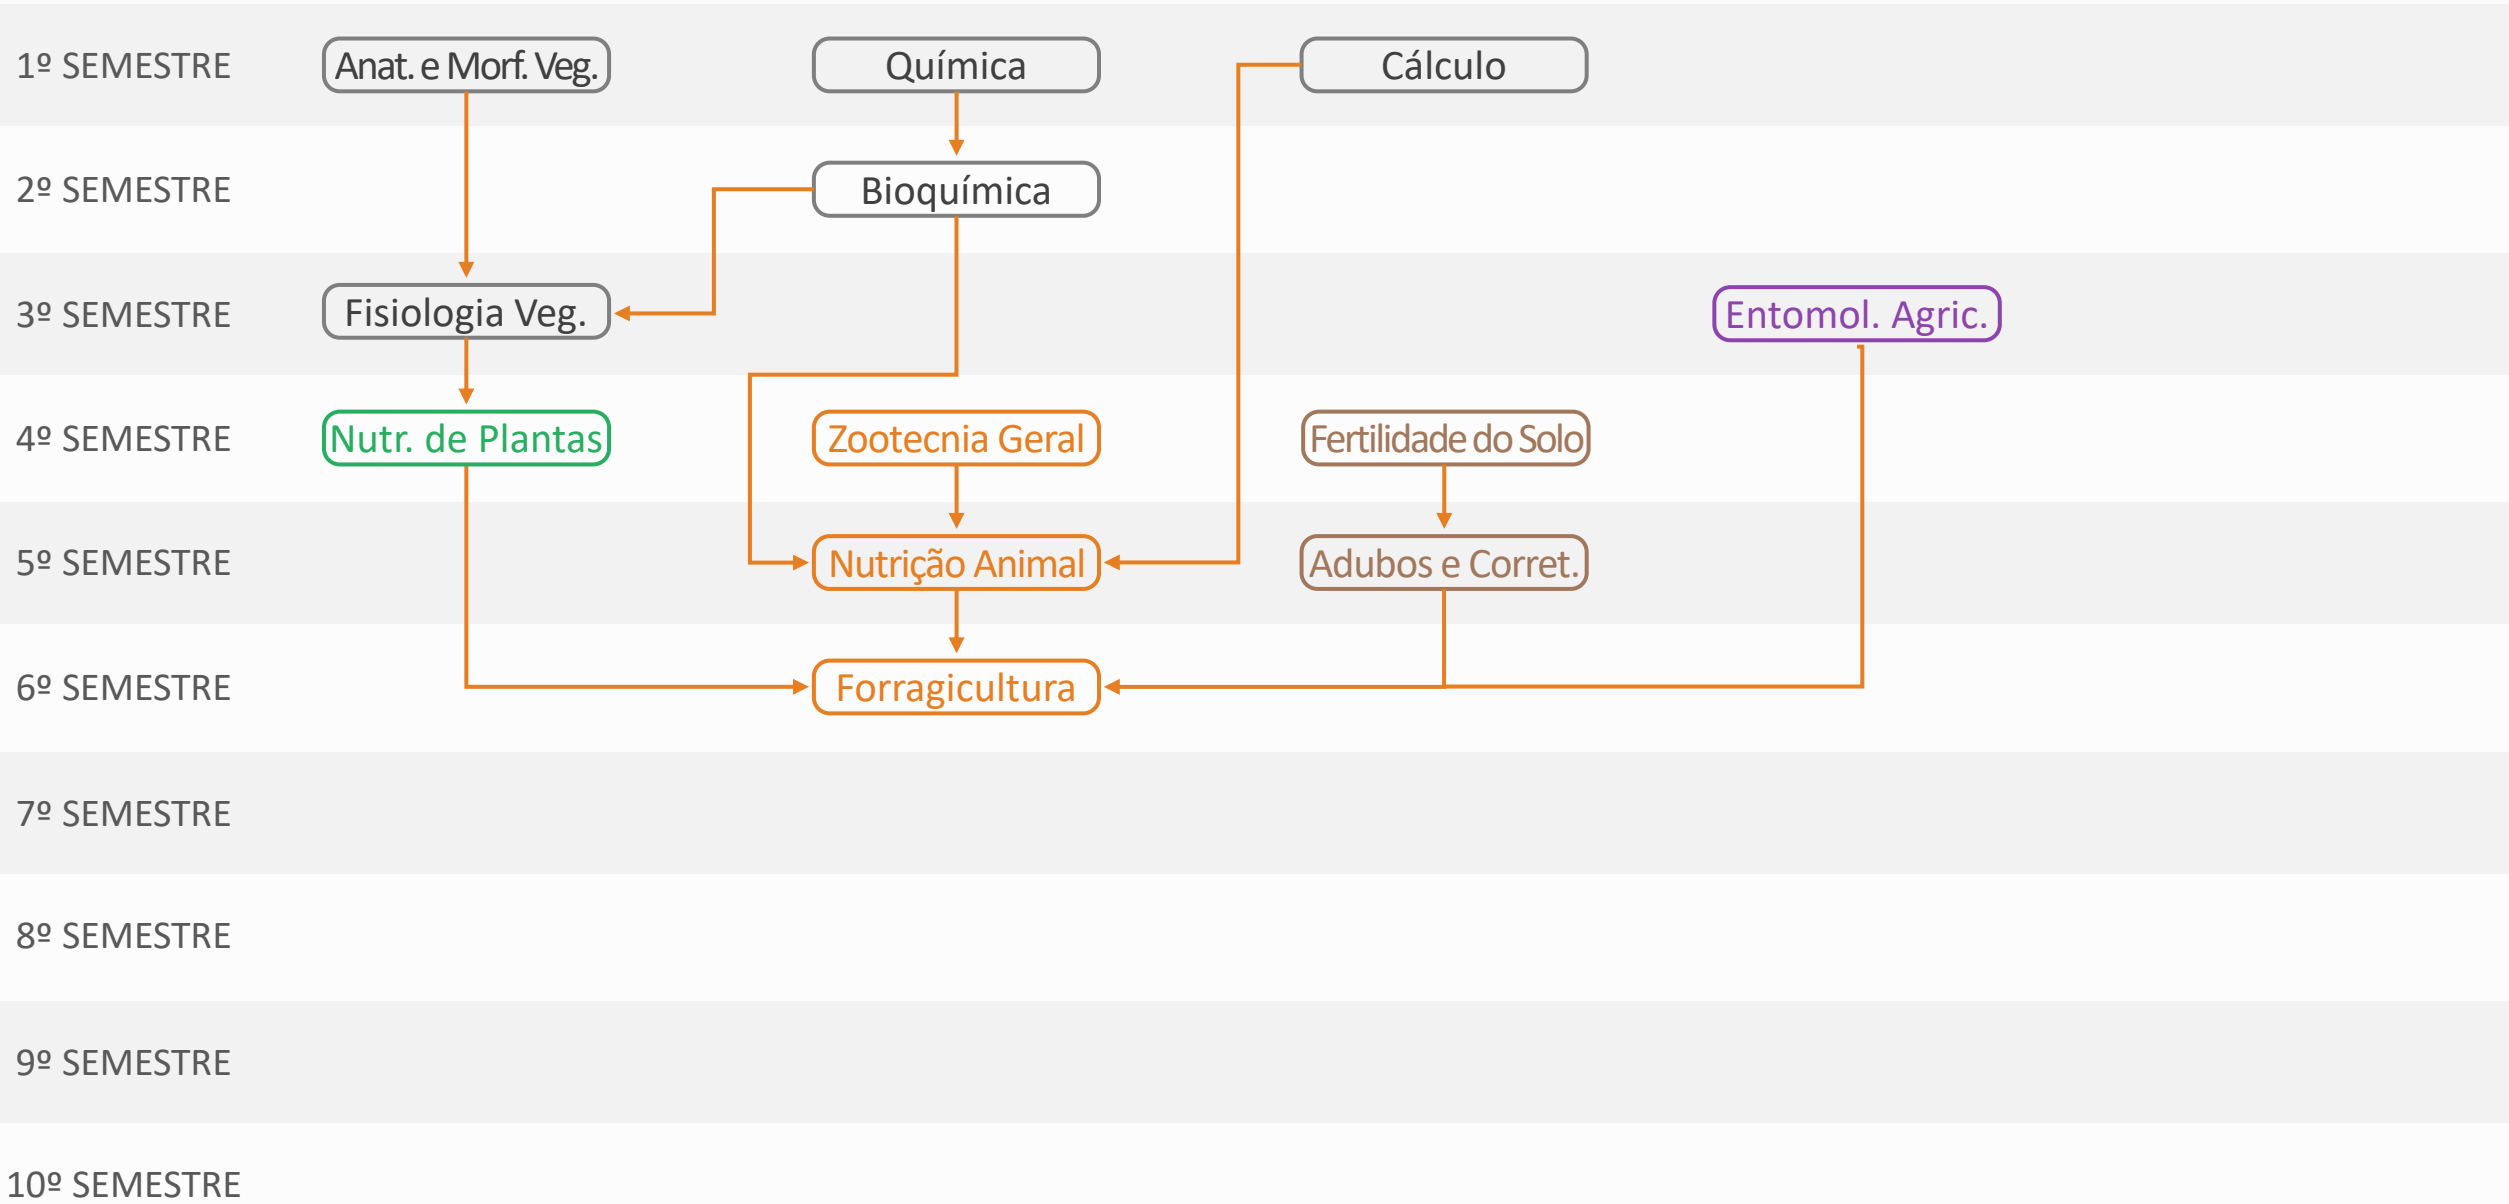 1º SEMESTRE
Anat. e Morf. Veg.
Química
Cálculo
2º SEMESTRE
Bioquímica
3º SEMESTRE
Fisiologia Veg.
Entomol. Agric.
4º SEMESTRE
Nutr. de Plantas
Zootecnia Geral
Fertilidade do Solo
5º SEMESTRE
Nutrição Animal
Adubos e Corret.
6º SEMESTRE
Forragicultura
7º SEMESTRE
8º SEMESTRE
9º SEMESTRE
10º SEMESTRE